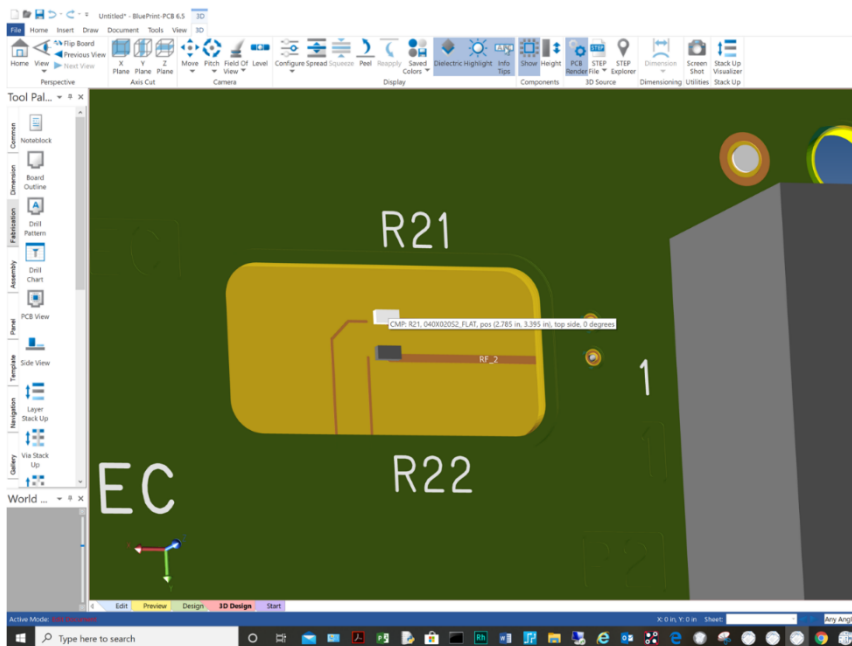 Untitled* - BluePrint-PCB 6.5
3D
File Home Insert Draw Document Tools View 3D
Home
View
Flip Board
Previous View
Next View
X Plane
Y Plane
Z Plane
Move
Pitch
Field Of View
Level
Configure
Spread
Squeeze
Peel
Reapply
Saved Colors
Dielectric
Highlight
Info Tips
Show
Height
PCB Render
STEP File
STEP Explorer
Dimension
Screen Shot
Stack Up Visualizer
Perspective
Axis Cut
Camera
Display
Components
3D Source
Dimensioning
Utilities
Stack Up
Tool Pal...
Common
Dimension
Fabrication
Assembly
Panel
Template
Navigation
Gallery
Noteblock
Board
Outline
Drill
Pattern
Drill
Chart
PCB View
Side View
Layer
Stack Up
Via Stack
Up
World ...
R21
CMP: R21, 040X020S2_FLAT, pos (2.785 in, 3.395 in), top side, 0 degrees
RF_2
1
R22
EC
Edit Preview Design 3D Design Start
Active Mode:
X: 0 in, Y: 0 in Sheet:
Any Angl
Type here to search